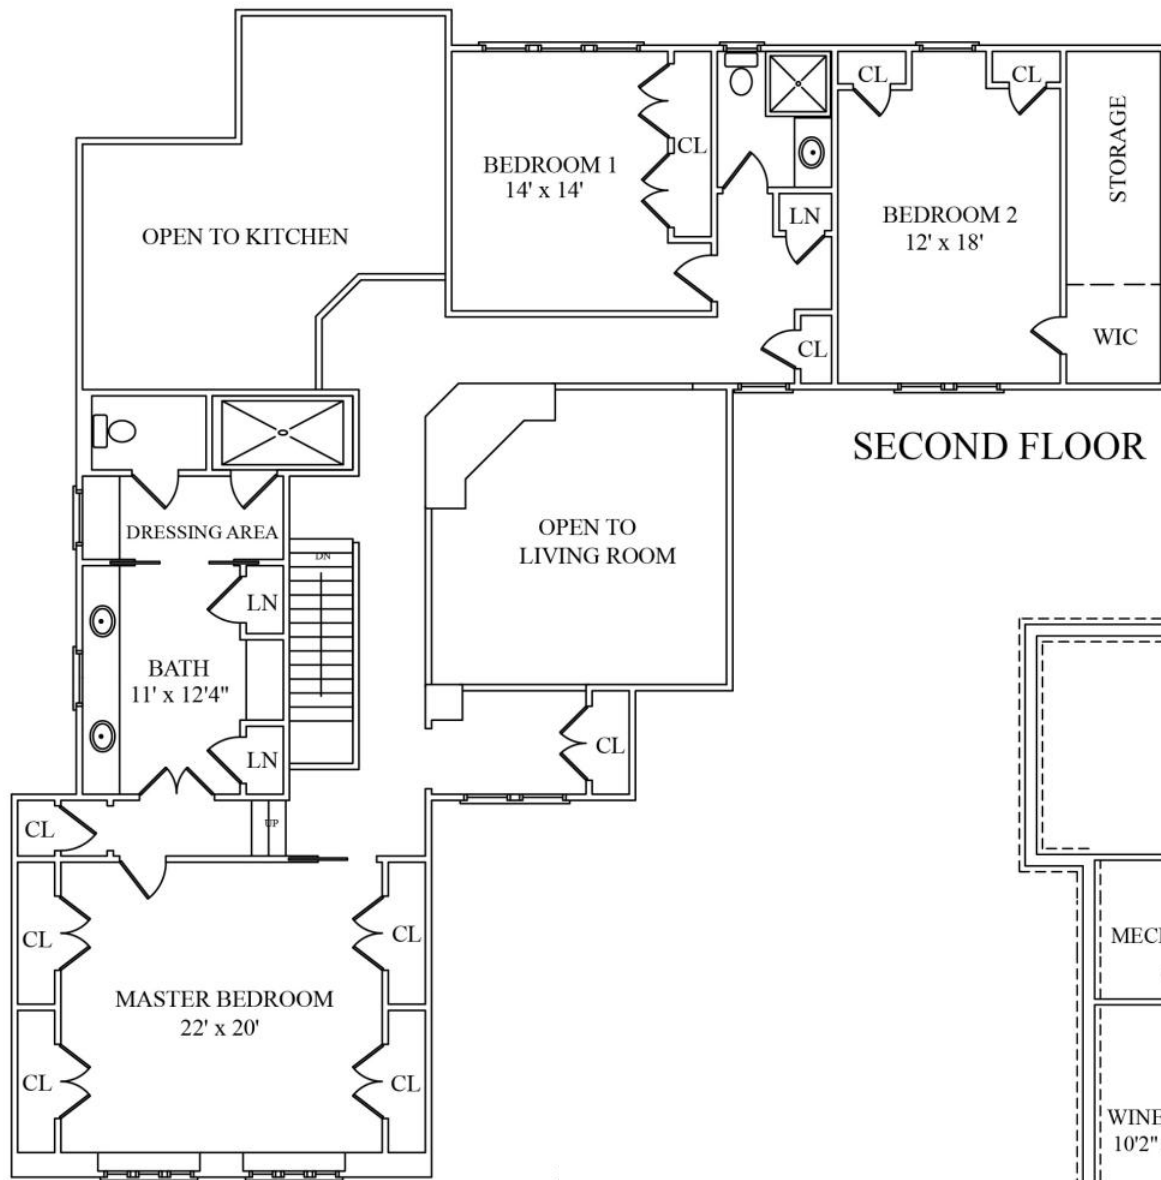 CL
CL
STORAGE
CL
BEDROOM 1
14' x 14'
LN
BEDROOM 2
12' x 18'
OPEN TO KITCHEN
WIC
CL
SECOND FLOOR
DRESSING AREA
OPEN TO
LIVING ROOM
DN
LN
BATH
11' x 12'4"
CL
LN
CL
UP
CL
CL
MECH
MASTER BEDROOM
22' x 20'
CL
CL
WINE
10'2"